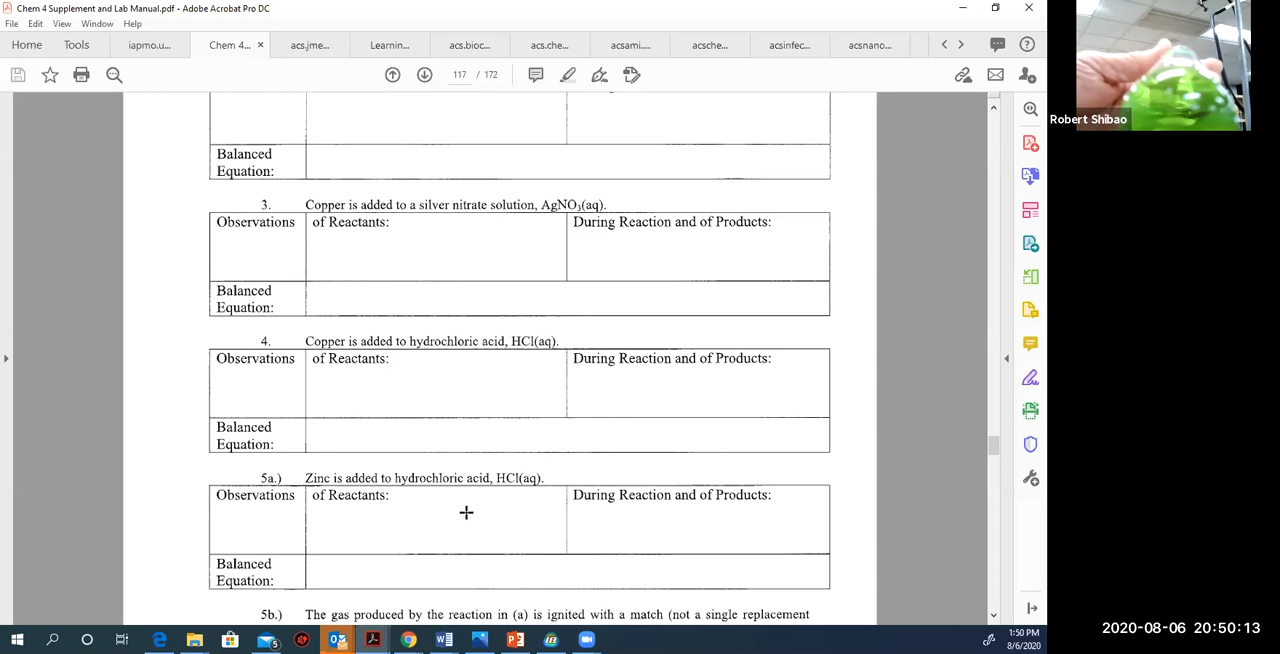 Chem 4 Supplement and Lab Manual.pdf - Adobe Acrobat Pro DC
File Edit View Window Help
Home Tools iapmo.u... Chem 4... × acs.jme... Learnin... acs.bioc... acs.che... acsami.... acsche... acsinfec... acsnano...
117 / 172
Robert Shibao
Balanced
Equation:
3. Copper is added to a silver nitrate solution, AgNO₃(aq).
Observations of Reactants: During Reaction and of Products:
Balanced
Equation:
4. Copper is added to hydrochloric acid, HCl(aq).
Observations of Reactants: During Reaction and of Products:
Balanced
Equation:
5a.) Zinc is added to hydrochloric acid, HCl(aq).
Observations of Reactants: During Reaction and of Products:
Balanced
Equation:
5b.) The gas produced by the reaction in (a) is ignited with a match (not a single replacement
5
1:50 PM
8/6/2020
2020-08-06 20:50:13